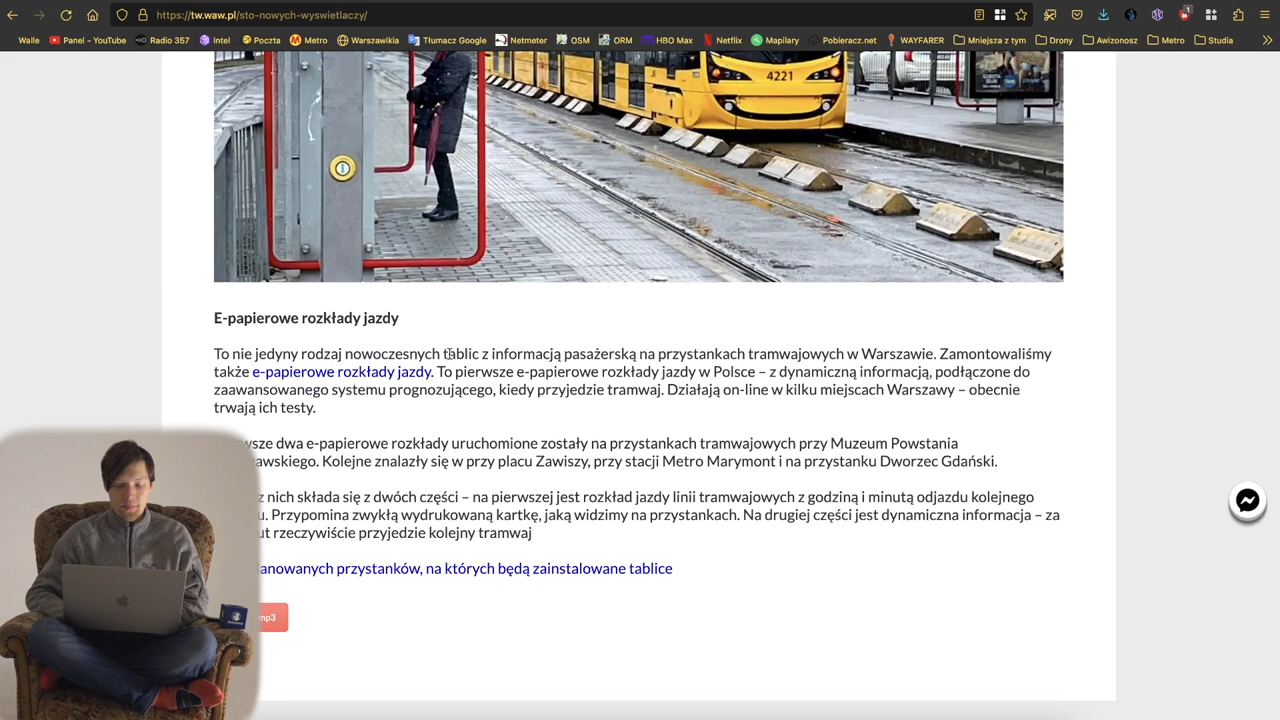 https://tw.waw.pl/sto-nowych-wyswietlaczy/
1
Walle Panel - YouTube Radio 357 Intel Poczta Metro Warszawikia Tłumacz Google Netmeter OSM ORM HBO Max Netflix Mapilary Pobieracz.net WAYFARER Mniejsza z tym Drony Awizonosz Metro Studia
4221
E-papierowe rozkłady jazdy
To nie jedyny rodzaj nowoczesnych tablic z informacją pasażerską na przystankach tramwajowych w Warszawie. Zamontowaliśmy
także e-papierowe rozkłady jazdy. To pierwsze e-papierowe rozkłady jazdy w Polsce – z dynamiczną informacją, podłączone do
zaawansowanego systemu prognozującego, kiedy przyjedzie tramwaj. Działają on-line w kilku miejscach Warszawy – obecnie
trwają ich testy.
wsze dwa e-papierowe rozkłady uruchomione zostały na przystankach tramwajowych przy Muzeum Powstania
awskiego. Kolejne znalazły się w przy placu Zawiszy, przy stacji Metro Marymont i na przystanku Dworzec Gdański.
z nich składa się z dwóch części – na pierwszej jest rozkład jazdy linii tramwajowych z godziną i minutą odjazdu kolejnego
u. Przypomina zwykłą wydrukowaną kartkę, jaką widzimy na przystankach. Na drugiej części jest dynamiczna informacja – za
ut rzeczywiście przyjedzie kolejny tramwaj
anowanych przystanków, na których będą zainstalowane tablice
mp3